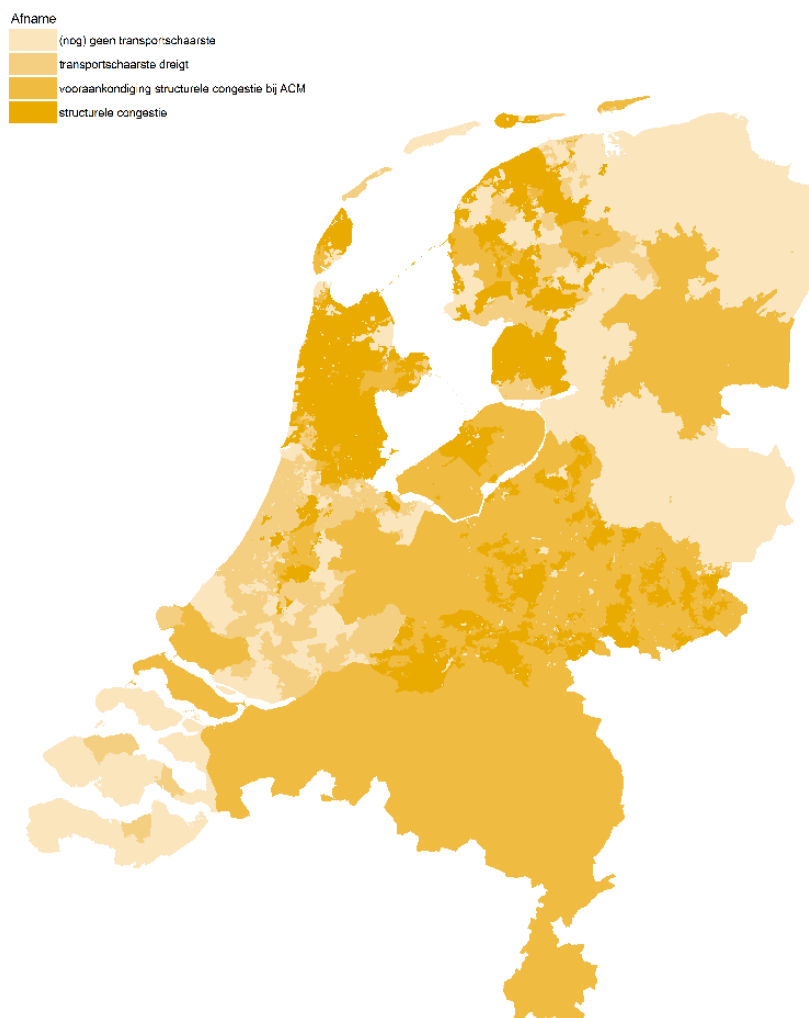 Afname
(nog) geen transportschaarste
transportschaarste dreigt
vooraankondiging structurele congestie bij ACM
structurele congestie